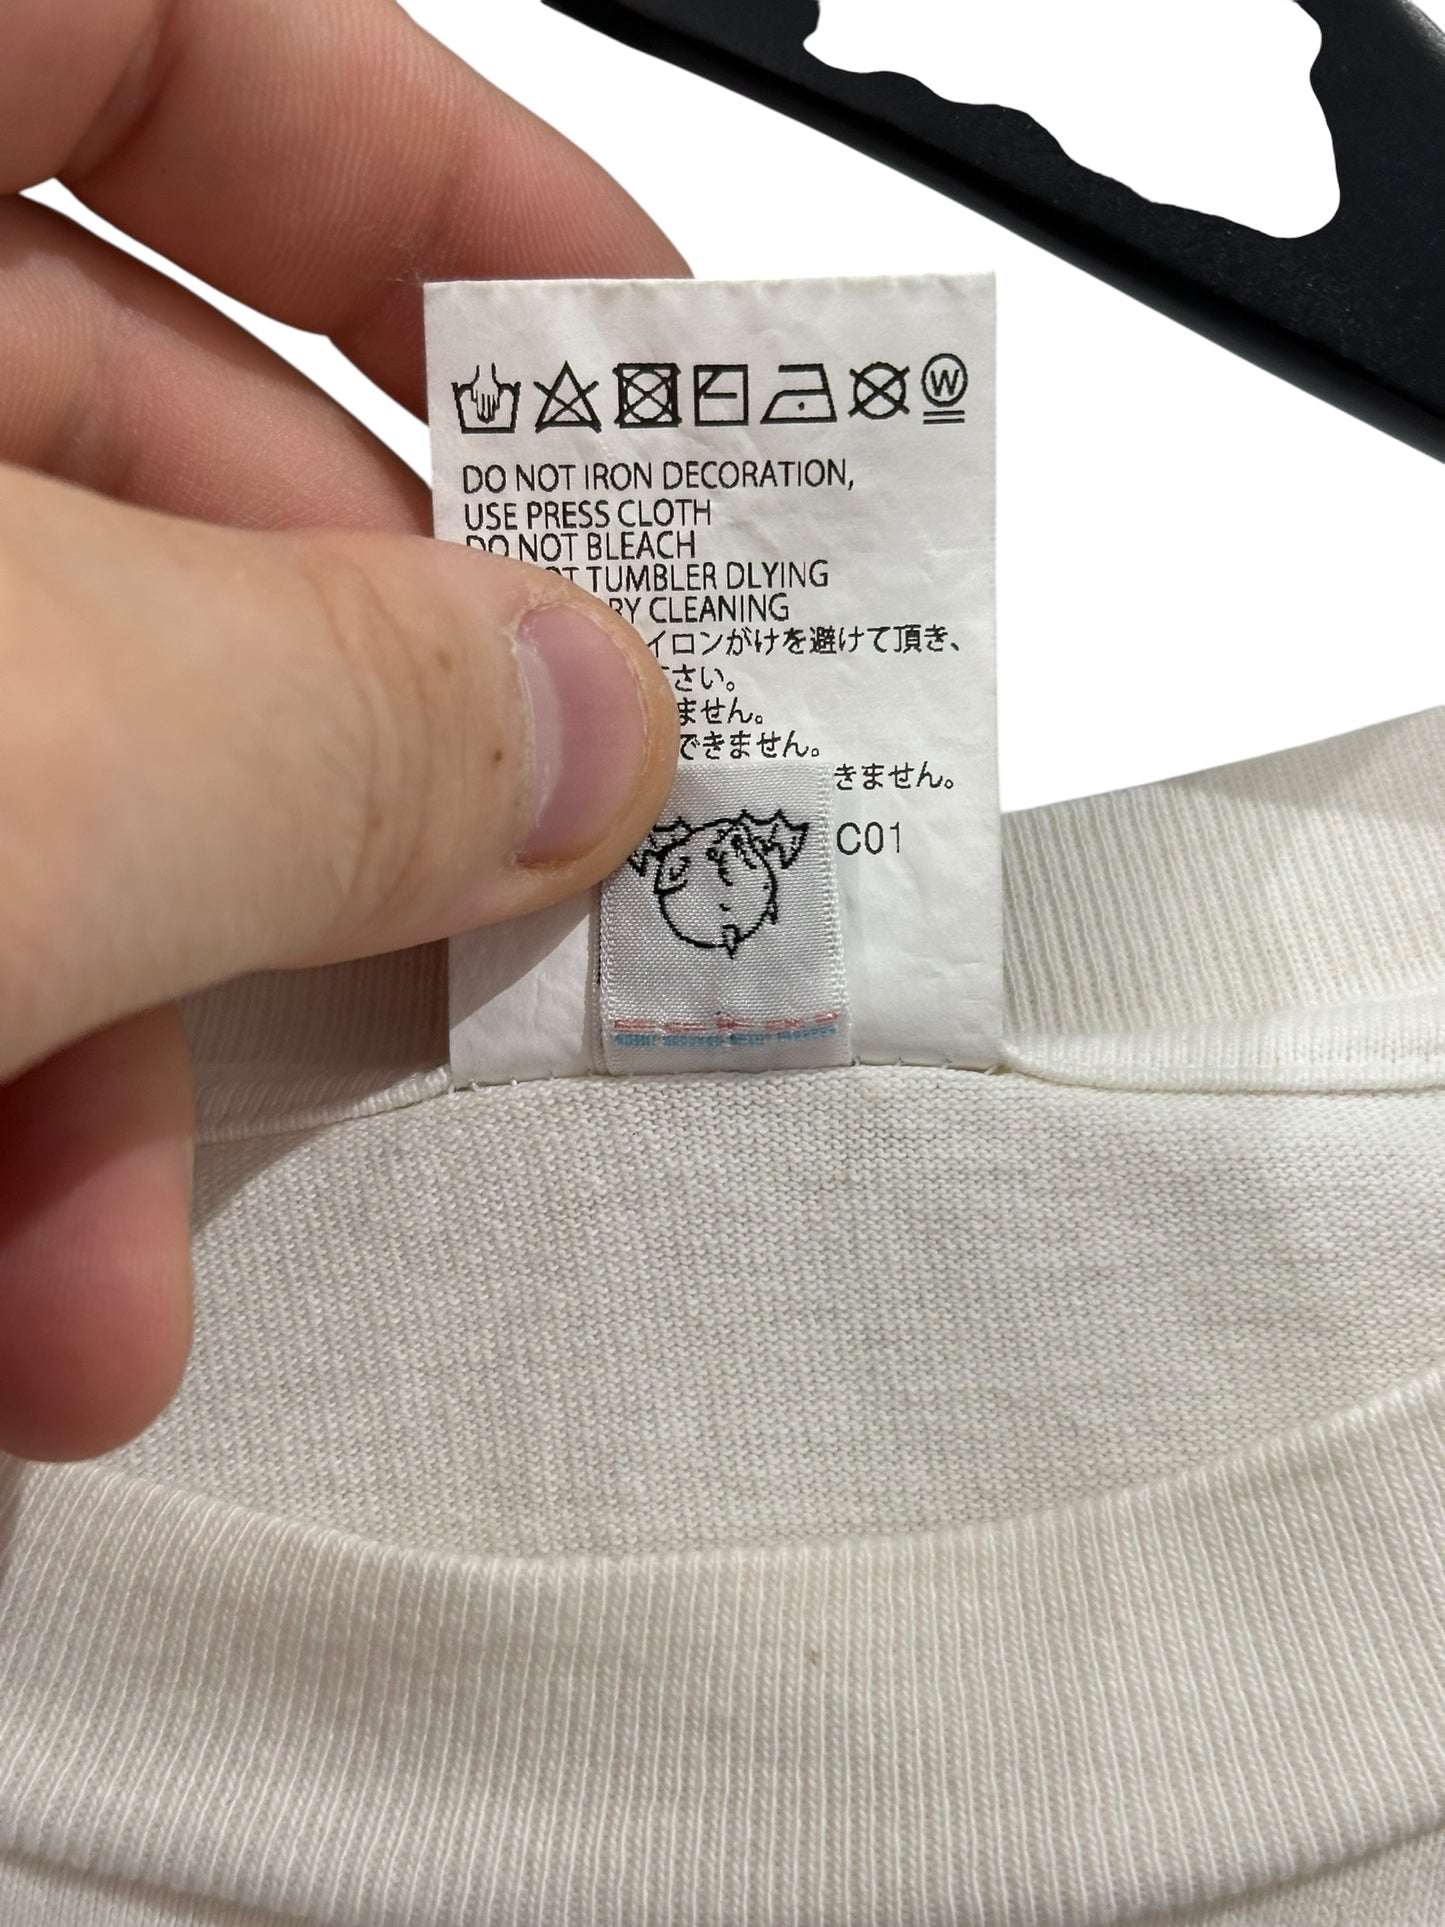 W
DO NOT IRON DECORATION,
USE PRESS CLOTH
DO NOT BLEACH
TUMBLER DLYING
CLEANING
イロンがけを避けて頂き、
さい。
ません。
できません。
きません。
C01